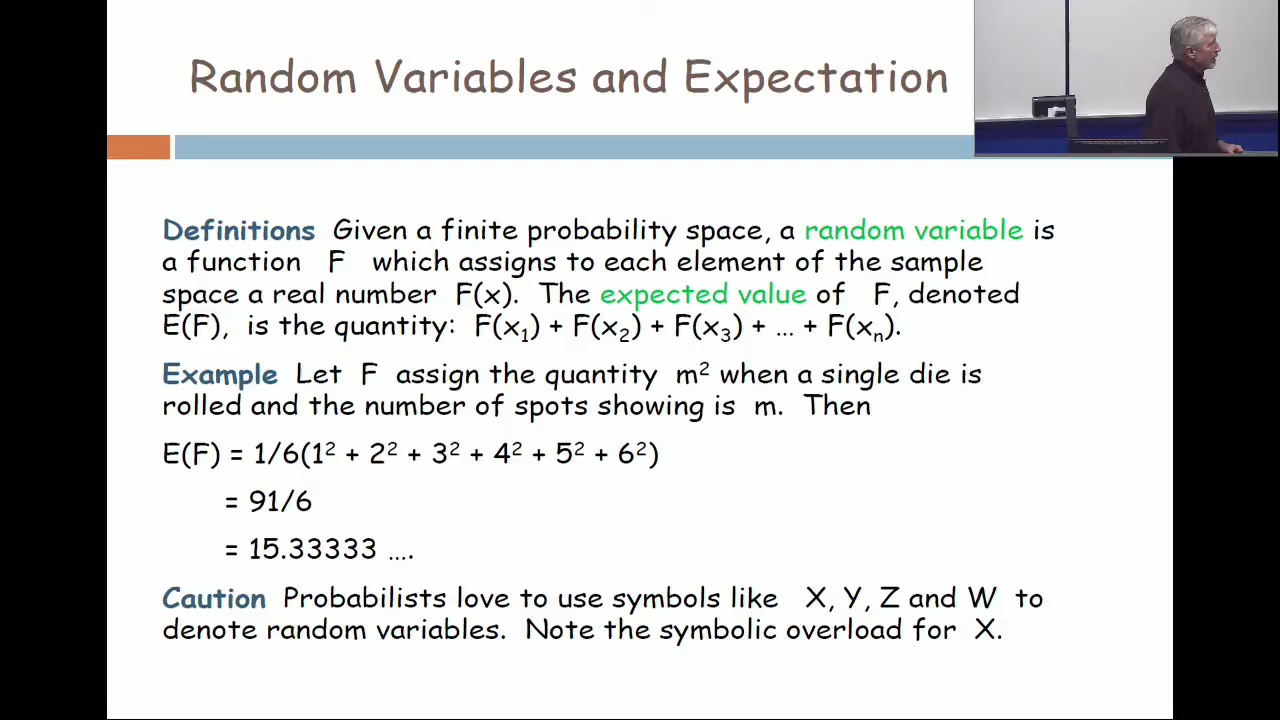 Random Variables and Expectation
Definitions Given a finite probability space, a random variable is
a function F which assigns to each element of the sample
space a real number F(x). The expected value of F, denoted
E(F), is the quantity: F(x₁) + F(x₂) + F(x₃) + … + F(xₙ).
Example Let F assign the quantity m² when a single die is
rolled and the number of spots showing is m. Then
E(F) = 1/6(1² + 2² + 3² + 4² + 5² + 6²)
= 91/6
= 15.33333 ….
Caution Probabilists love to use symbols like X, Y, Z and W to
denote random variables. Note the symbolic overload for X.